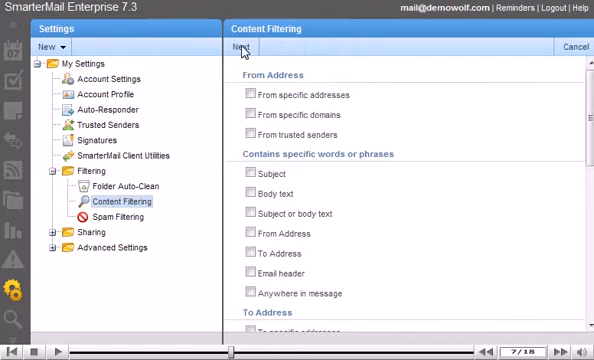 SmarterMail Enterprise 7.3
mail@demowolf.com | Reminders | Logout | Help
Settings
Content Filtering
New
Next
Cancel
My Settings
Account Settings
Account Profile
Auto-Responder
Trusted Senders
Signatures
SmarterMail Client Utilities
Filtering
Folder Auto-Clean
Content Filtering
Spam Filtering
Sharing
Advanced Settings
From Address
From specific addresses
From specific domains
From trusted senders
Contains specific words or phrases
Subject
Body text
Subject or body text
From Address
To Address
Email header
Anywhere in message
To Address
To specific addresses
7/18
07